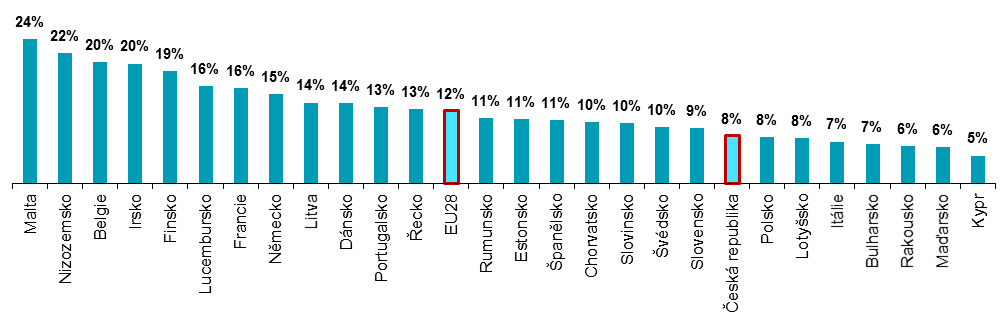 24%
22%
20%
20%
19%
16%
16%
15%
14%
14%
13%
13%
12%
11%
11%
11%
10%
10%
10%
9%
8%
8%
8%
7%
7%
6%
6%
5%
Malta
Nizozemsko
Belgie
Irsko
Finsko
Lucembursko
Francie
Německo
Litva
Dánsko
Portugalsko
Řecko
EU28
Rumunsko
Estonsko
Španělsko
Chorvatsko
Slovinsko
Švédsko
Slovensko
Česká republika
Polsko
Lotyšsko
Itálie
Bulharsko
Rakousko
Maďarsko
Kypr